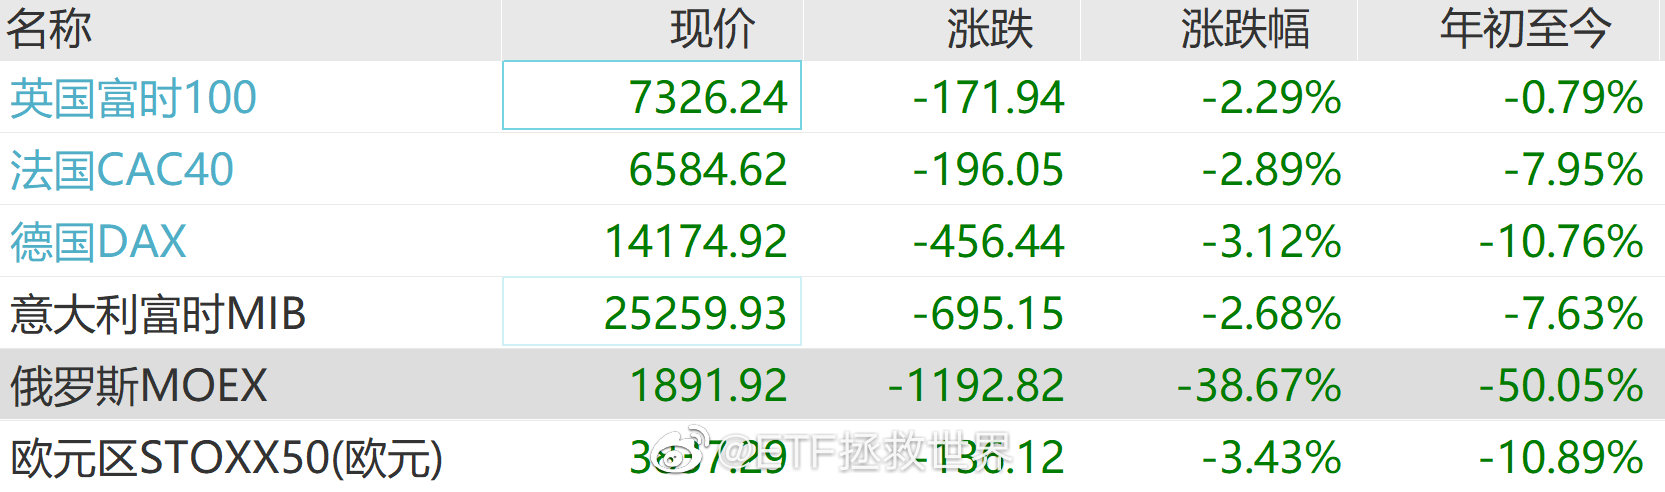 名称 现价 涨跌 涨跌幅 年初至今
英国富时100 7326.24 -171.94 -2.29% -0.79%
法国CAC40 6584.62 -196.05 -2.89% -7.95%
德国DAX 14174.92 -456.44 -3.12% -10.76%
意大利富时MIB 25259.93 -695.15 -2.68% -7.63%
俄罗斯MOEX 1891.92 -1192.82 -38.67% -50.05%
欧元区STOXX50(欧元) 3837.29 -136.12 -3.43% -10.89%
@ETF拯救世界